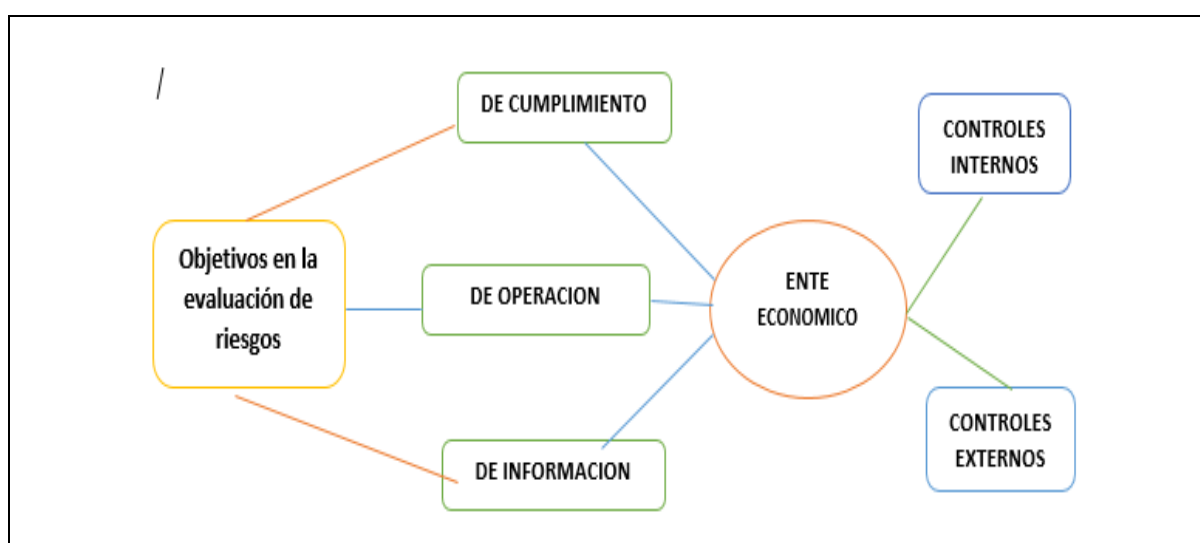 /
DE CUMPLIMIENTO
CONTROLES
INTERNOS
Objetivos en la
evaluación de
riesgos
DE OPERACION
ENTE
ECONOMICO
DE INFORMACION
CONTROLES
EXTERNOS